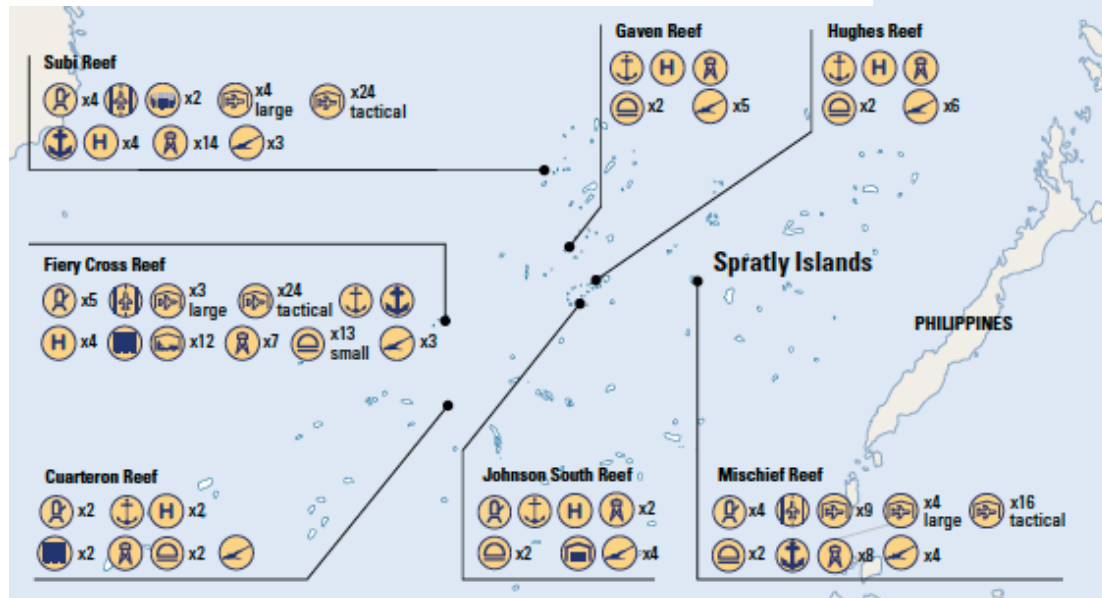 Gaven Reef
H
x2 x5
Hughes Reef
H
x2 x6
Subi Reef
x4 x2 x4
large x24
tactical
H x4 x14 x3
Fiery Cross Reef
x5 x3
large x24
tactical
H x4 x12 x7 x13
small x3
Spratly Islands
PHILIPPINES
Cuarteron Reef
x2 H x2
x2 x2
Johnson South Reef
H x2
x2 x4
Mischief Reef
x4 x9 x4
large x16
tactical
x2 x8 x4